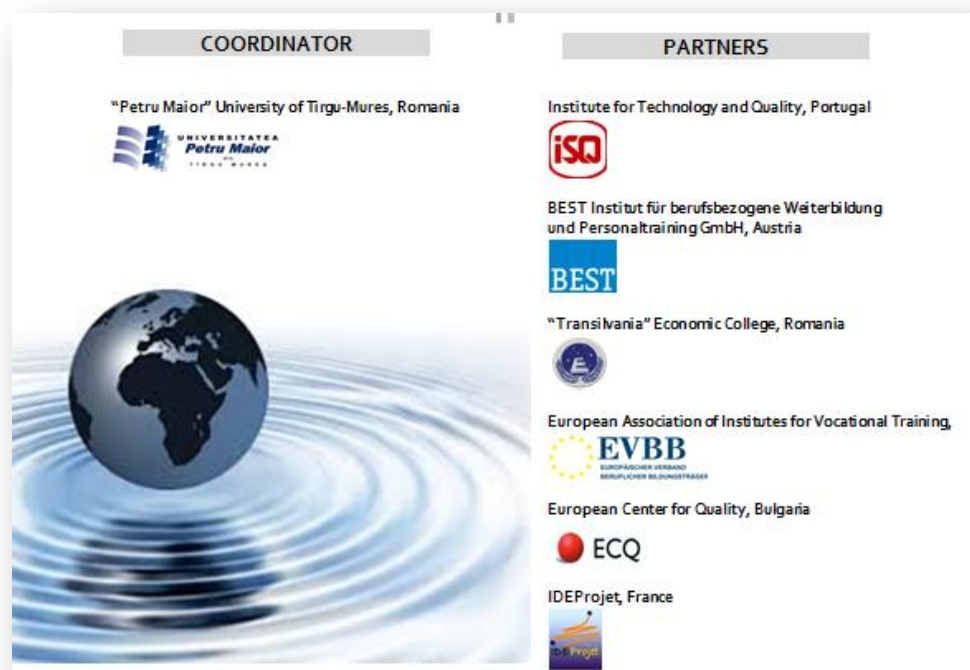 COORDINATOR
"Petru Maior" University of Tirgu-Mures, Romania
UNIVERSITATEA
Petru Maior
DIN
TIRGU MURES
PARTNERS
Institute for Technology and Quality, Portugal
iSQ
BEST Institut für berufsbezogene Weiterbildung
und Personaltraining GmbH, Austria
BEST
"Transilvania" Economic College, Romania
E
European Association of Institutes for Vocational Training,
EVBB
EUROPÄISCHER VERBAND
BERUFLICHER BILDUNGSTRÄGER
European Center for Quality, Bulgaria
ECQ
IDEProjet, France
IDEProjet